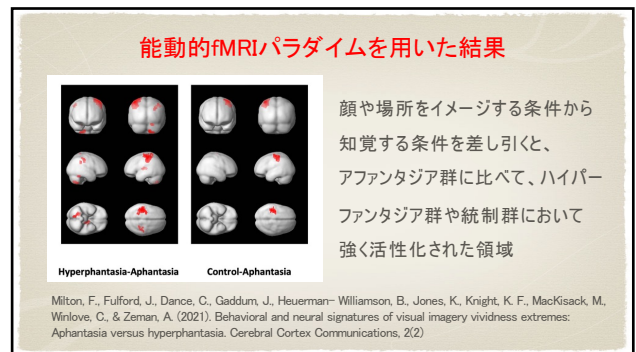 能動的fMRIパラダイムを用いた結果
顔や場所をイメージする条件から
知覚する条件を差し引くと、
アファンタジア群に比べて、ハイパー
ファンタジア群や統制群において
強く活性化された領域
Hyperphantasia-Aphantasia
Control-Aphantasia
Milton, F., Fulford, J., Dance, C., Gaddum, J., Heuerman– Williamson, B., Jones, K., Knight, K. F., MacKisack, M.,
Winlove, C., & Zeman, A. (2021). Behavioral and neural signatures of visual imagery vividness extremes:
Aphantasia versus hyperphantasia. Cerebral Cortex Communications, 2(2)